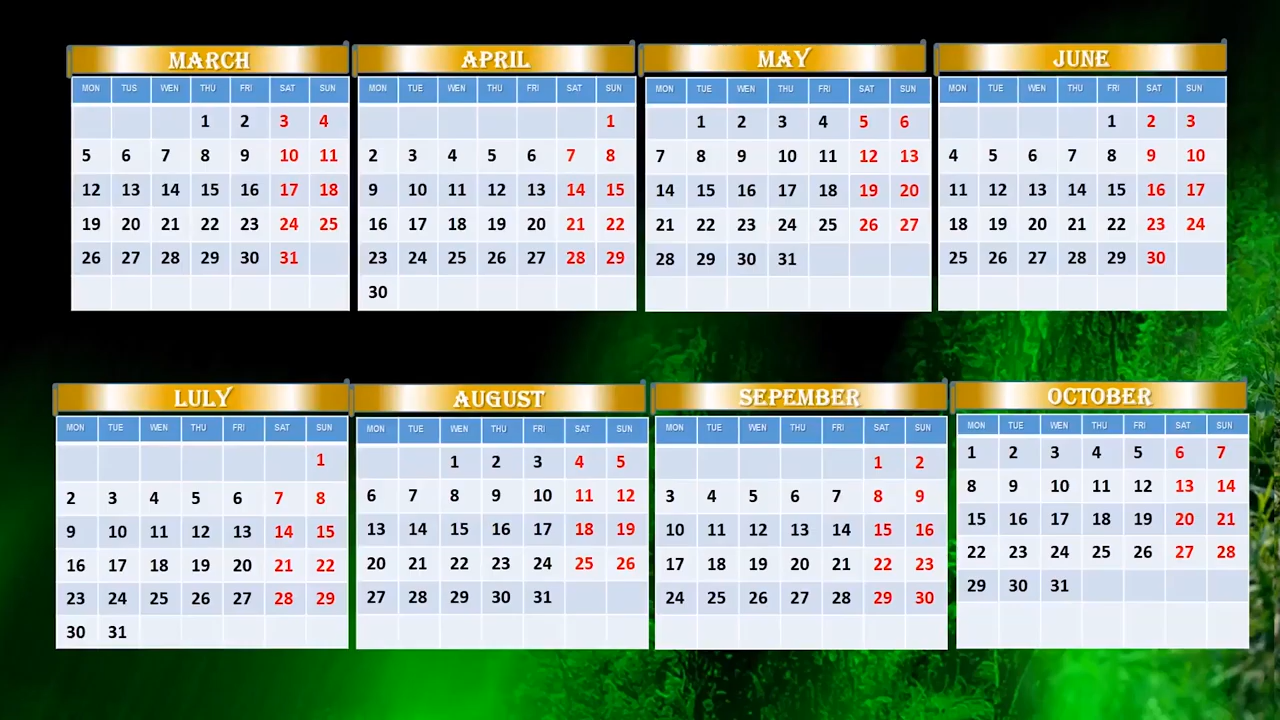 MARCH
MON TUS WEN THU FRI SAT SUN
1 2 3 4
5 6 7 8 9 10 11
12 13 14 15 16 17 18
19 20 21 22 23 24 25
26 27 28 29 30 31
APRIL
MON TUE WEN THU FRI SAT SUN
1
2 3 4 5 6 7 8
9 10 11 12 13 14 15
16 17 18 19 20 21 22
23 24 25 26 27 28 29
30
MAY
MON TUE WEN THU FRI SAT SUN
1 2 3 4 5 6
7 8 9 10 11 12 13
14 15 16 17 18 19 20
21 22 23 24 25 26 27
28 29 30 31
JUNE
MON TUE WEN THU FRI SAT SUN
1 2 3
4 5 6 7 8 9 10
11 12 13 14 15 16 17
18 19 20 21 22 23 24
25 26 27 28 29 30
LULY
MON TUE WEN THU FRI SAT SUN
1
2 3 4 5 6 7 8
9 10 11 12 13 14 15
16 17 18 19 20 21 22
23 24 25 26 27 28 29
30 31
AUGUST
MON TUE WEN THU FRI SAT SUN
1 2 3 4 5
6 7 8 9 10 11 12
13 14 15 16 17 18 19
20 21 22 23 24 25 26
27 28 29 30 31
SEPEMBER
MON TUE WEN THU FRI SAT SUN
1 2
3 4 5 6 7 8 9
10 11 12 13 14 15 16
17 18 19 20 21 22 23
24 25 26 27 28 29 30
OCTOBER
MON TUE WEN THU FRI SAT SUN
1 2 3 4 5 6 7
8 9 10 11 12 13 14
15 16 17 18 19 20 21
22 23 24 25 26 27 28
29 30 31